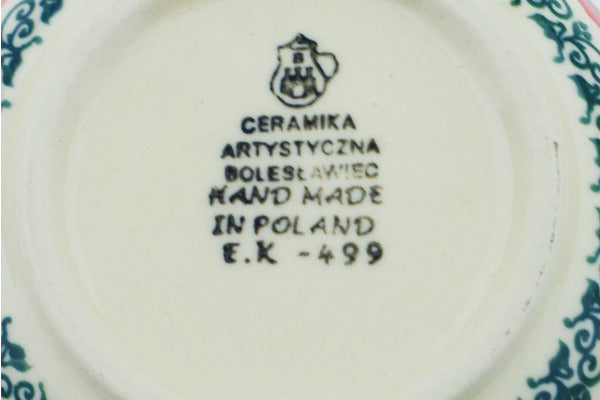 CERAMIKA
ARTYSTYCZNA
BOLESŁAWIEC
HAND MADE
IN POLAND
E.K -499